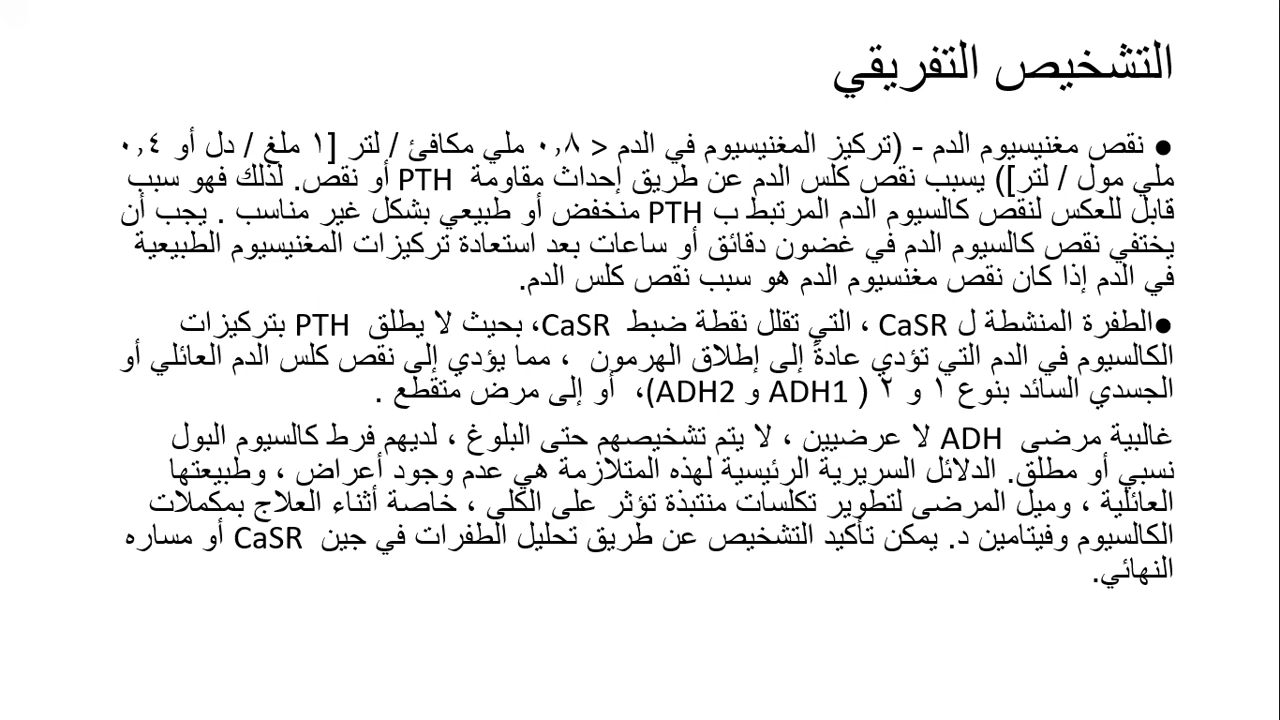 التشخيص التفريقي
● نقص مغنيسيوم الدم - (تركيز المغنيسيوم في الدم < ٠,٨ ملي مكافئ / لتر [١ ملغ / دل أو ٠,٤
ملي مول / لتر]) يسبب نقص كلس الدم عن طريق إحداث مقاومة PTH أو نقص. لذلك فهو سبب
قابل للعكس لنقص كالسيوم الدم المرتبط ب PTH منخفض أو طبيعي بشكل غير مناسب . يجب أن
يختفي نقص كالسيوم الدم في غضون دقائق أو ساعات بعد استعادة تركيزات المغنيسيوم الطبيعية
في الدم إذا كان نقص مغنسيوم الدم هو سبب نقص كلس الدم.
●الطفرة المنشطة ل CaSR ، التي تقلل نقطة ضبط CaSR، بحيث لا يطلق PTH بتركيزات
الكالسيوم في الدم التي تؤدي عادةً إلى إطلاق الهرمون ، مما يؤدي إلى نقص كلس الدم العائلي أو
الجسدي السائد بنوع ١ و ٢ ( ADH1 و ADH2)، أو إلى مرض متقطع .
غالبية مرضى ADH لا عرضيين ، لا يتم تشخيصهم حتى البلوغ ، لديهم فرط كالسيوم البول
نسبي أو مطلق. الدلائل السريرية الرئيسية لهذه المتلازمة هي عدم وجود أعراض ، وطبيعتها
العائلية ، وميل المرضى لتطوير تكلسات منتبذة تؤثر على الكلى ، خاصة أثناء العلاج بمكملات
الكالسيوم وفيتامين د. يمكن تأكيد التشخيص عن طريق تحليل الطفرات في جين CaSR أو مساره
النهائي.